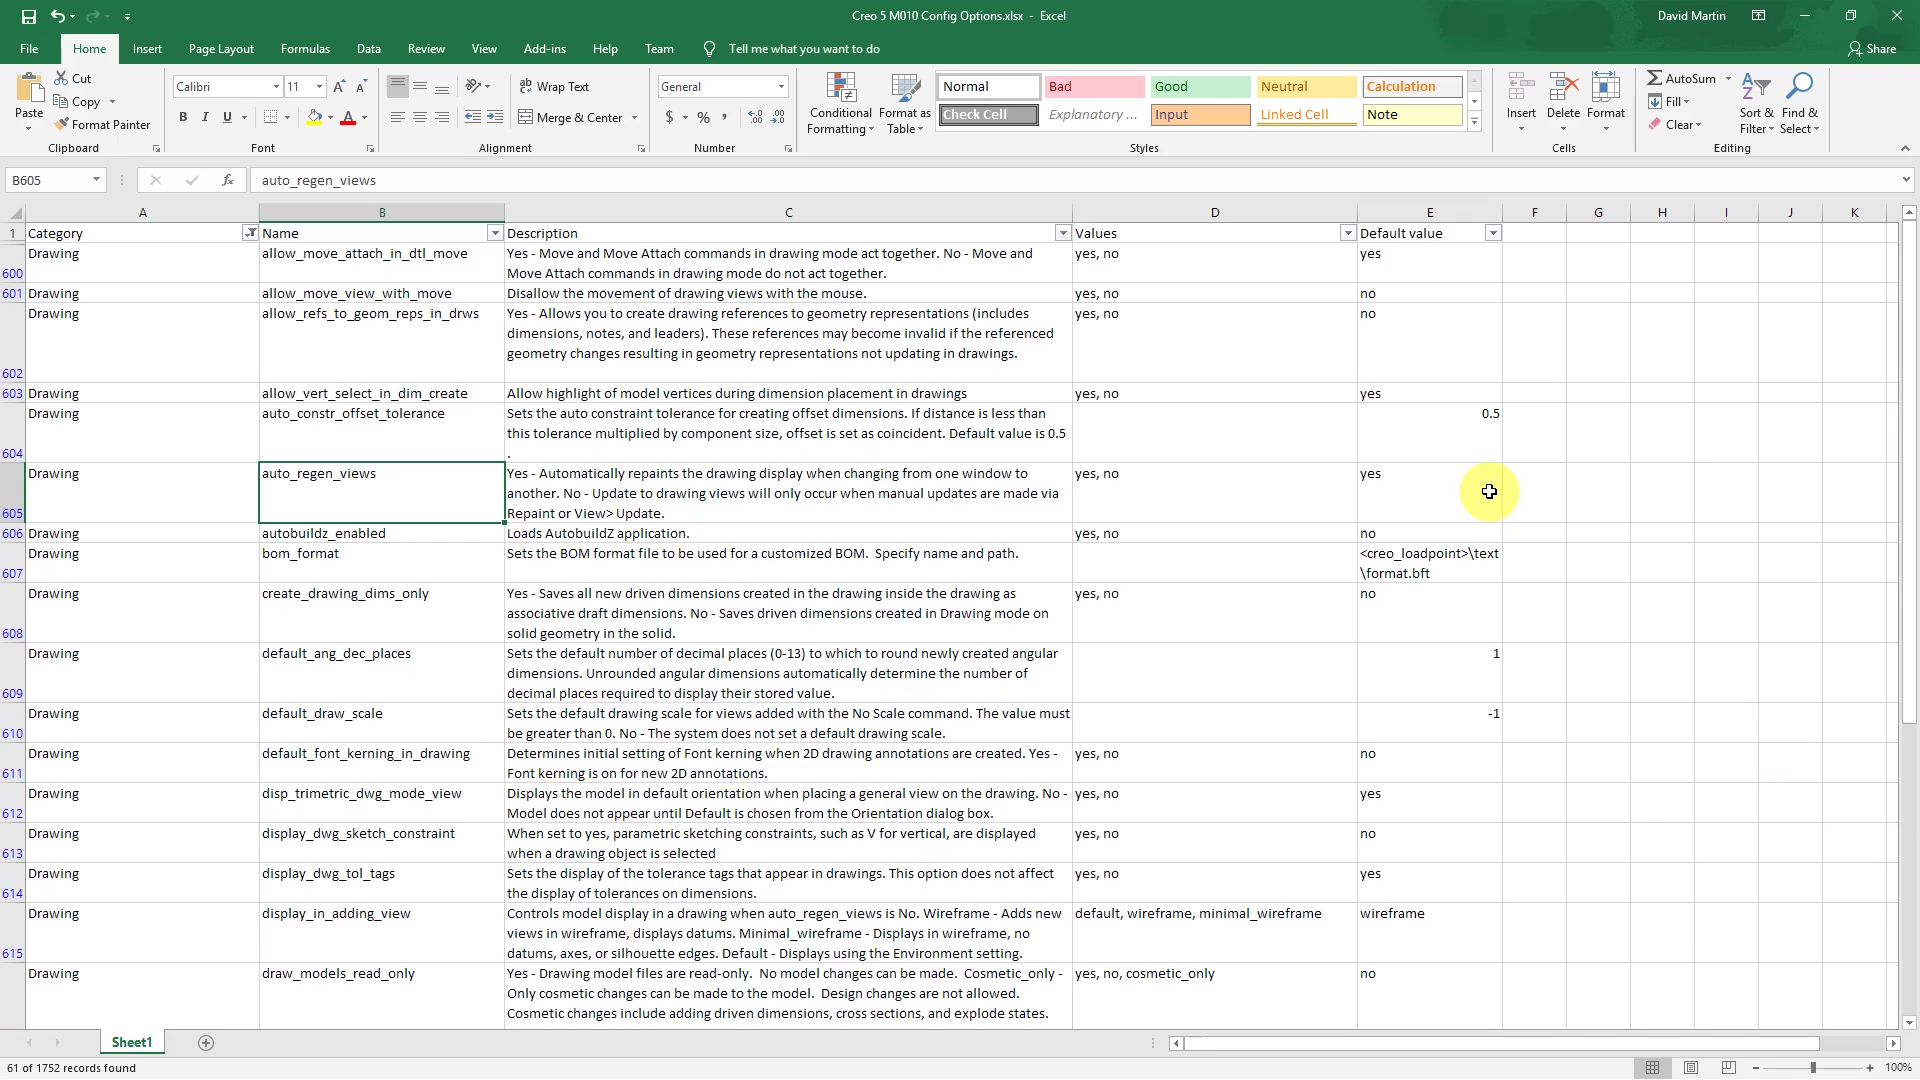 Creo 5 M010 Config Options.xlsx - Excel
David Martin
File Home Insert Page Layout Formulas Data Review View Add-ins Help Team Tell me what you want to do
Share
Paste
Cut
Copy
Format Painter
Clipboard
Calibri 11
B I U
Font
Wrap Text
Merge & Center
Alignment
General
$ % ,
Number
Conditional Formatting
Format as Table
Normal Bad Good Neutral Calculation
Check Cell Explanatory ... Input Linked Cell Note
Styles
Insert Delete Format
Cells
AutoSum
Fill
Clear
Sort & Filter
Find & Select
Editing
B605 fx auto_regen_views
A B C D E F G H I J K
1 Category Name Description Values Default value
600 Drawing allow_move_attach_in_dtl_move Yes - Move and Move Attach commands in drawing mode act together. No - Move and yes, no yes
Move Attach commands in drawing mode do not act together.
601 Drawing allow_move_view_with_move Disallow the movement of drawing views with the mouse. yes, no no
602 Drawing allow_refs_to_geom_reps_in_drws Yes - Allows you to create drawing references to geometry representations (includes yes, no no
dimensions, notes, and leaders). These references may become invalid if the referenced
geometry changes resulting in geometry representations not updating in drawings.
603 Drawing allow_vert_select_in_dim_create Allow highlight of model vertices during dimension placement in drawings yes, no yes
604 Drawing auto_constr_offset_tolerance Sets the auto constraint tolerance for creating offset dimensions. If distance is less than 0.5
this tolerance multiplied by component size, offset is set as coincident. Default value is 0.5
.
605 Drawing auto_regen_views Yes - Automatically repaints the drawing display when changing from one window to yes, no yes
another. No - Update to drawing views will only occur when manual updates are made via
Repaint or View> Update.
606 Drawing autobuildz_enabled Loads AutobuildZ application. yes, no no
607 Drawing bom_format Sets the BOM format file to be used for a customized BOM. Specify name and path. <creo_loadpoint>\text
\format.bft
608 Drawing create_drawing_dims_only Yes - Saves all new driven dimensions created in the drawing inside the drawing as yes, no no
associative draft dimensions. No - Saves driven dimensions created in Drawing mode on
solid geometry in the solid.
609 Drawing default_ang_dec_places Sets the default number of decimal places (0-13) to which to round newly created angular 1
dimensions. Unrounded angular dimensions automatically determine the number of
decimal places required to display their stored value.
610 Drawing default_draw_scale Sets the default drawing scale for views added with the No Scale command. The value must -1
be greater than 0. No - The system does not set a default drawing scale.
611 Drawing default_font_kerning_in_drawing Determines initial setting of Font kerning when 2D drawing annotations are created. Yes - yes, no no
Font kerning is on for new 2D annotations.
612 Drawing disp_trimetric_dwg_mode_view Displays the model in default orientation when placing a general view on the drawing. No - yes, no yes
Model does not appear until Default is chosen from the Orientation dialog box.
613 Drawing display_dwg_sketch_constraint When set to yes, parametric sketching constraints, such as V for vertical, are displayed yes, no no
when a drawing object is selected
614 Drawing display_dwg_tol_tags Sets the display of the tolerance tags that appear in drawings. This option does not affect yes, no yes
the display of tolerances on dimensions.
615 Drawing display_in_adding_view Controls model display in a drawing when auto_regen_views is No. Wireframe - Adds new default, wireframe, minimal_wireframe wireframe
views in wireframe, displays datums. Minimal_wireframe - Displays in wireframe, no
datums, axes, or silhouette edges. Default - Displays using the Environment setting.
Drawing draw_models_read_only Yes - Drawing model files are read-only. No model changes can be made. Cosmetic_only - yes, no, cosmetic_only no
Only cosmetic changes can be made to the model. Design changes are not allowed.
Cosmetic changes include adding driven dimensions, cross sections, and explode states.
Sheet1
61 of 1752 records found
100%